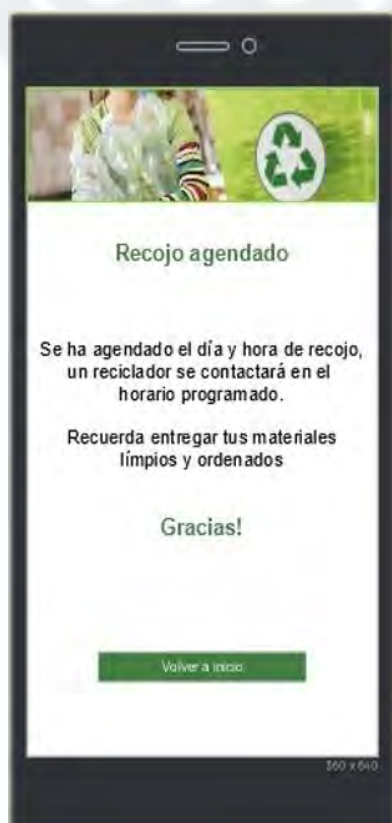 Recojo agendado
Se ha agendado el día y hora de recojo,
un reciclador se contactará en el
horario programado.
Recuerda entregar tus materiales
límpios y ordenados
Gracias!
Volver a inicio
360 x 640